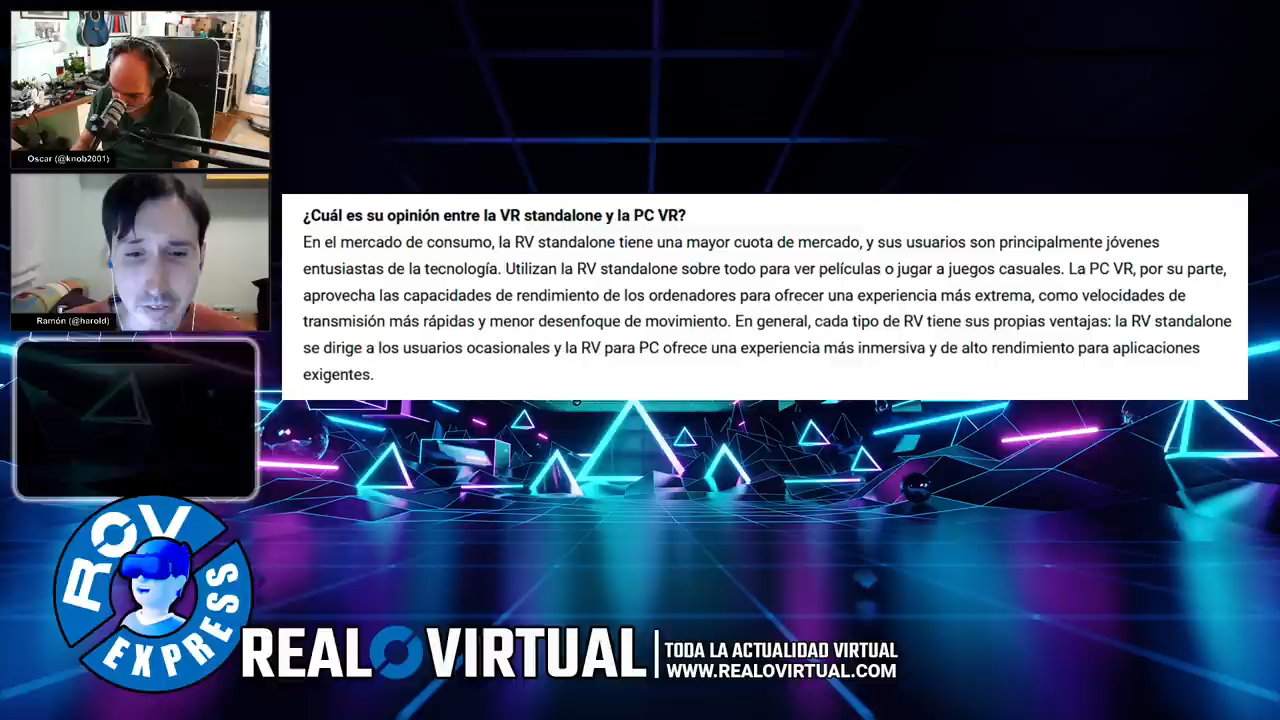 Oscar (@knob2001)
Ramón (@harold)
¿Cuál es su opinión entre la VR standalone y la PC VR?
En el mercado de consumo, la RV standalone tiene una mayor cuota de mercado, y sus usuarios son principalmente jóvenes
entusiastas de la tecnología. Utilizan la RV standalone sobre todo para ver películas o jugar a juegos casuales. La PC VR, por su parte,
aprovecha las capacidades de rendimiento de los ordenadores para ofrecer una experiencia más extrema, como velocidades de
transmisión más rápidas y menor desenfoque de movimiento. En general, cada tipo de RV tiene sus propias ventajas: la RV standalone
se dirige a los usuarios ocasionales y la RV para PC ofrece una experiencia más inmersiva y de alto rendimiento para aplicaciones
exigentes.
ROV
EXPRESS
REAL O VIRTUAL
TODA LA ACTUALIDAD VIRTUAL
WWW.REALOVIRTUAL.COM